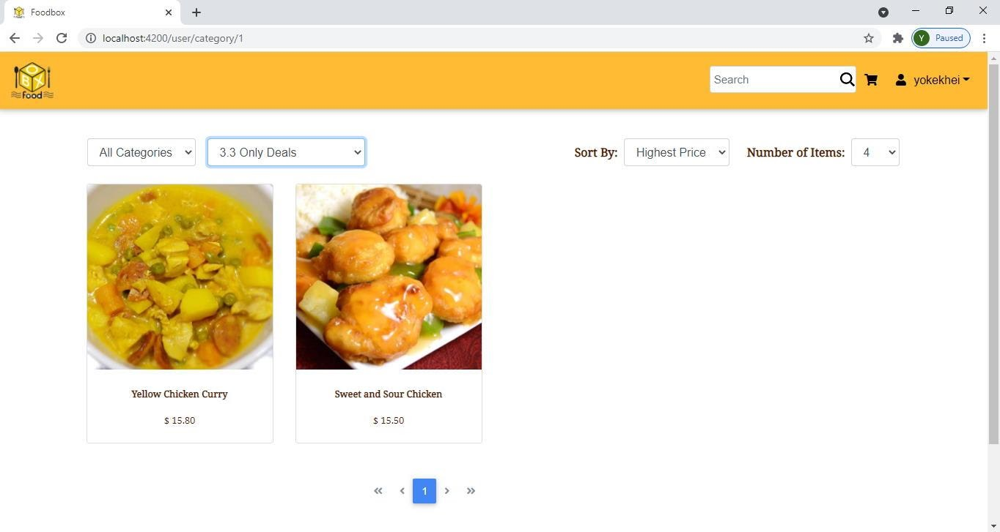 Foodbox
localhost:4200/user/category/1
Y Paused
O
B X
Food
Search
yokekhei
All Categories
3.3 Only Deals
Sort By: Highest Price
Number of Items: 4
Yellow Chicken Curry
$ 15.80
Sweet and Sour Chicken
$ 15.50
« ‹ 1 › »